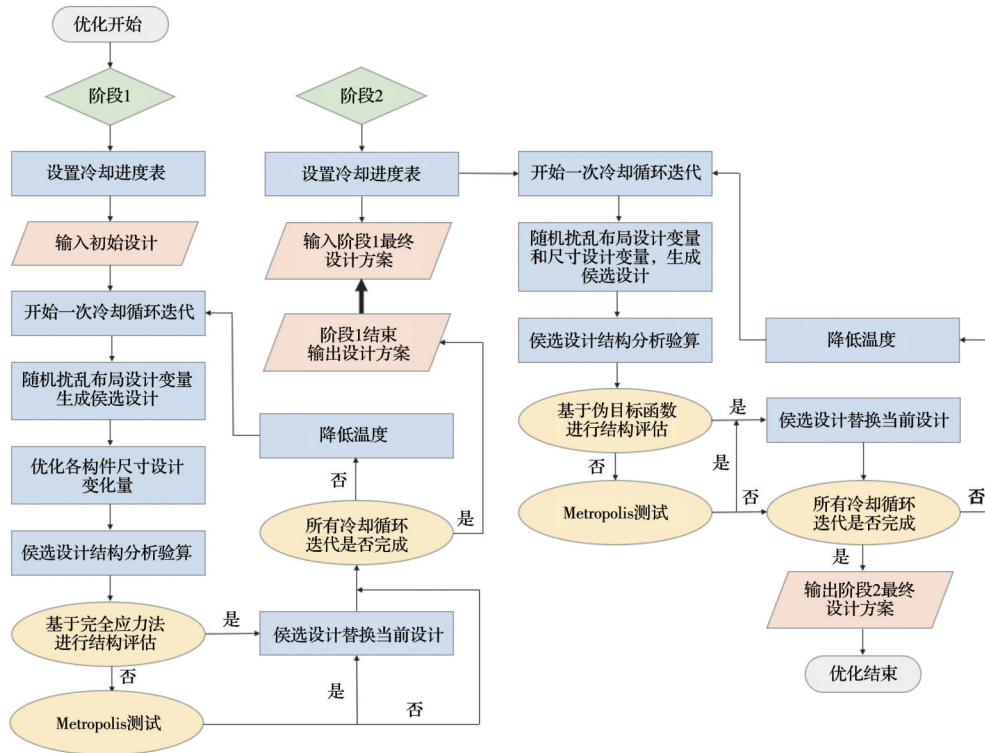 优化开始
阶段1
设置冷却进度表
输入初始设计
开始一次冷却循环迭代
随机扰乱布局设计变量
生成侯选设计
优化各构件尺寸设计
变化量
侯选设计结构分析验算
基于完全应力法
进行结构评估
是
否
Metropolis测试
是
否
侯选设计替换当前设计
所有冷却循环
迭代是否完成
否
是
降低温度
阶段1结束
输出设计方案
阶段2
设置冷却进度表
输入阶段1最终
设计方案
开始一次冷却循环迭代
随机扰乱布局设计变量
和尺寸设计变量，生成
侯选设计
侯选设计结构分析验算
基于伪目标函数
进行结构评估
是
否
Metropolis测试
是
否
降低温度
侯选设计替换当前设计
所有冷却循环
迭代是否完成
否
是
输出阶段2最终
设计方案
优化结束